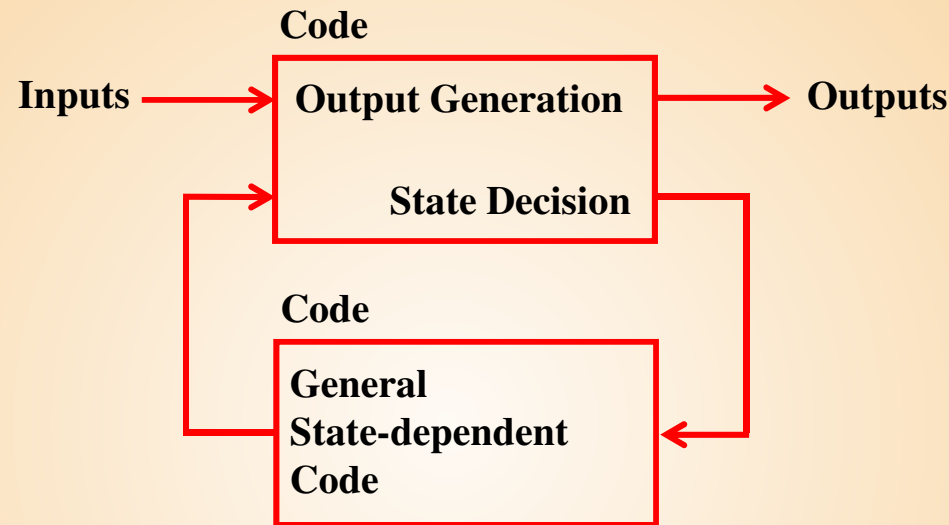 Code
Inputs
Output Generation
Outputs
State Decision
Code
General
State-dependent
Code